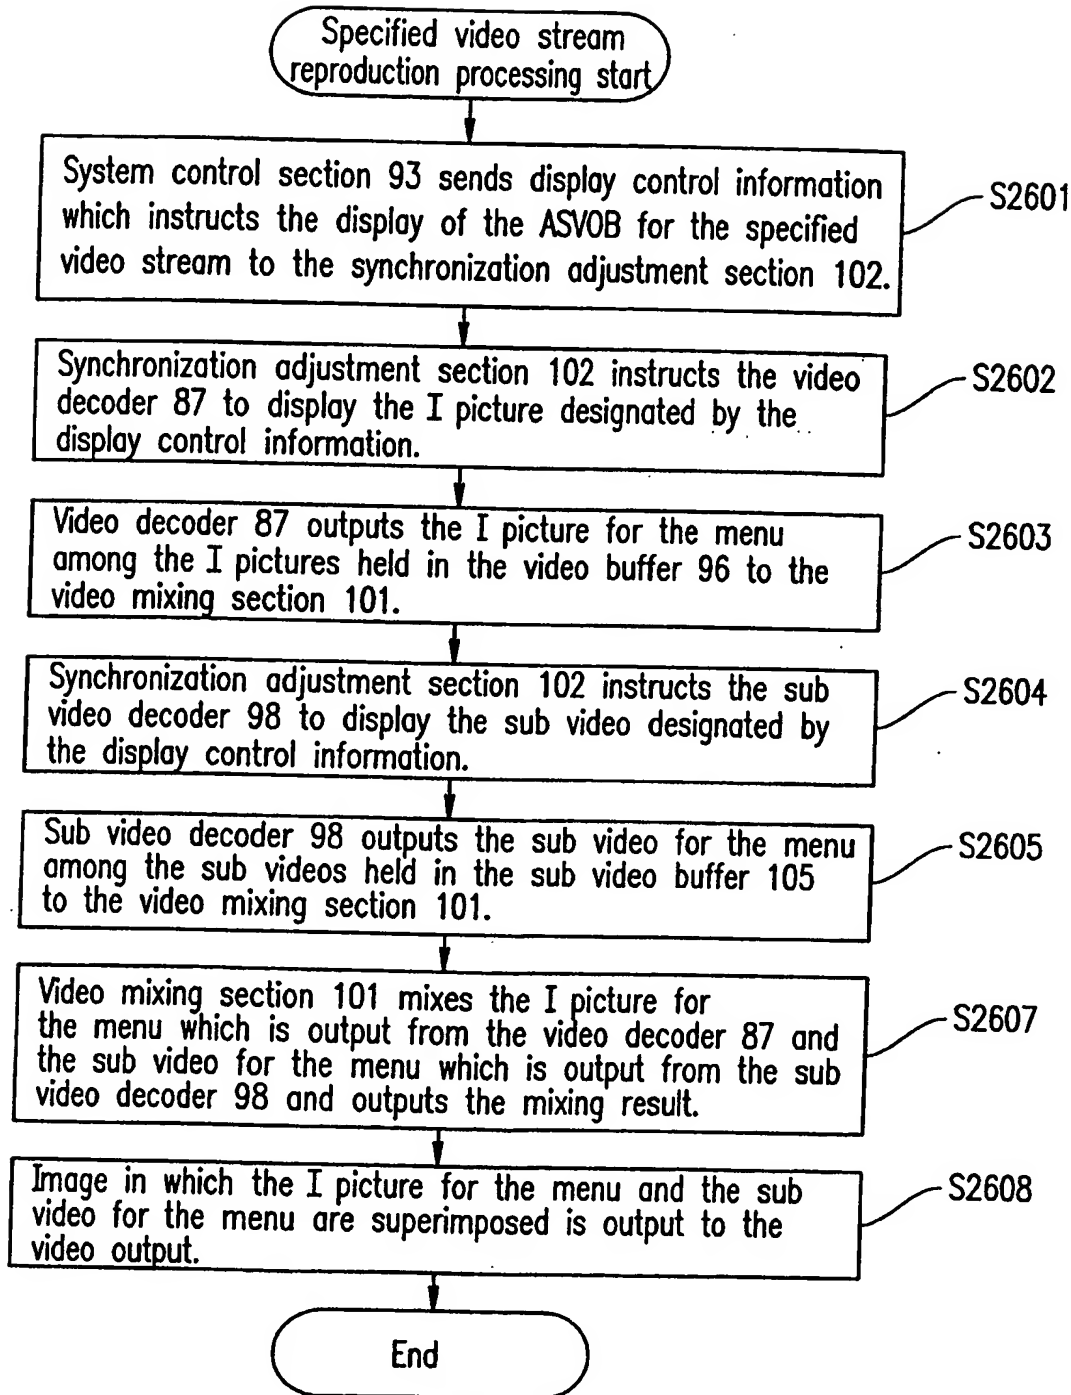 Specified video stream
reproduction processing start
System control section 93 sends display control information
which instructs the display of the ASVOB for the specified
video stream to the synchronization adjustment section 102.
S2601
Synchronization adjustment section 102 instructs the video
decoder 87 to display the I picture designated by the
display control information.
S2602
Video decoder 87 outputs the I picture for the menu
among the I pictures held in the video buffer 96 to the
video mixing section 101.
S2603
Synchronization adjustment section 102 instructs the sub
video decoder 98 to display the sub video designated by
the display control information.
S2604
Sub video decoder 98 outputs the sub video for the menu
among the sub videos held in the sub video buffer 105
to the video mixing section 101.
S2605
Video mixing section 101 mixes the I picture for
the menu which is output from the video decoder 87 and
the sub video for the menu which is output from the sub
video decoder 98 and outputs the mixing result.
S2607
Image in which the I picture for the menu and the sub
video for the menu are superimposed is output to the
video output.
S2608
End